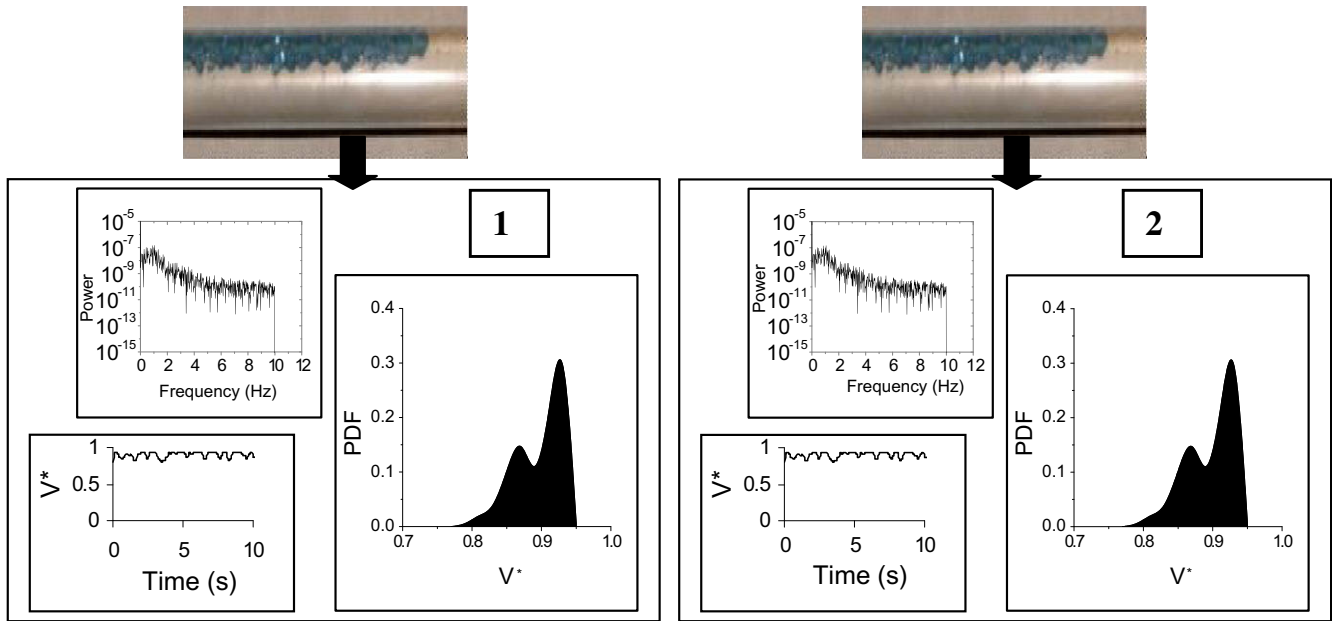 1
10⁻⁵
10⁻⁷
10⁻⁹
10⁻¹¹
10⁻¹³
10⁻¹⁵
Power
0 2 4 6 8 10 12
Frequency (Hz)
0.4
0.3
0.2
0.1
0.0
PDF
0.7 0.8 0.9 1.0
V*
1
0.5
0
V*
0 5 10
Time (s)
2
10⁻⁵
10⁻⁷
10⁻⁹
10⁻¹¹
10⁻¹³
10⁻¹⁵
Power
0 2 4 6 8 10 12
Frequency (Hz)
0.4
0.3
0.2
0.1
0.0
PDF
0.7 0.8 0.9 1.0
V*
1
0.5
0
V*
0 5 10
Time (s)